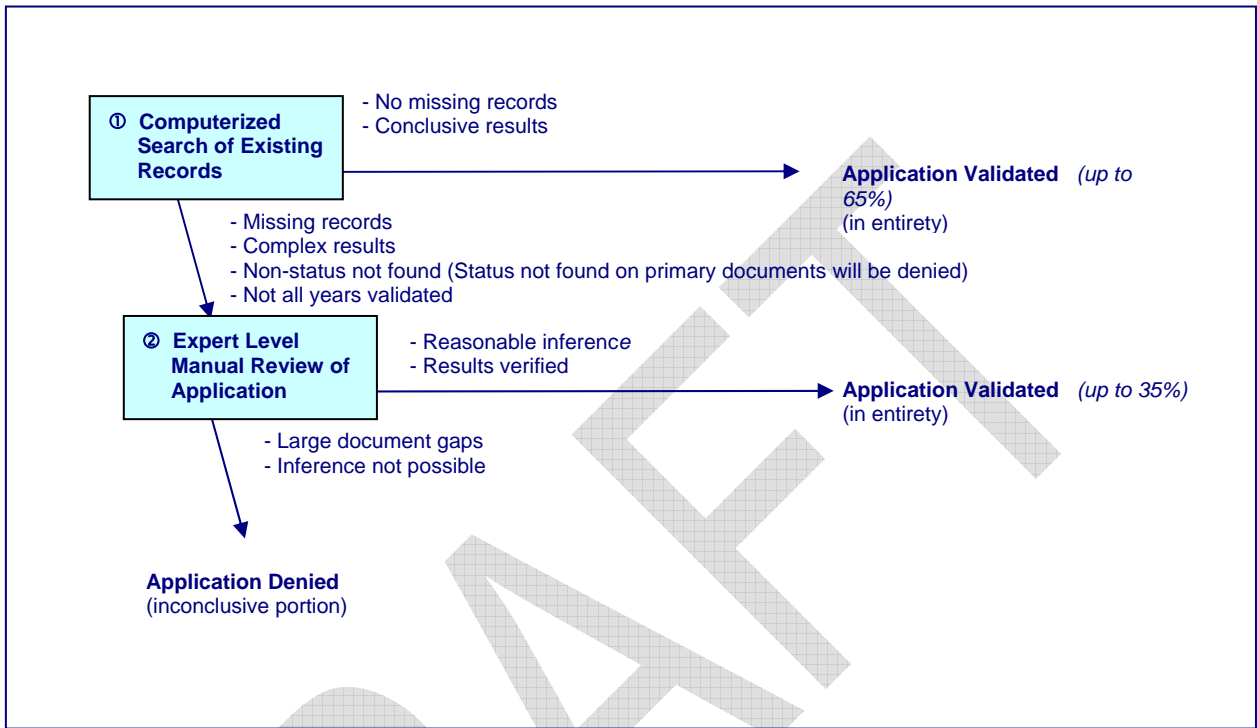 ① Computerized
Search of Existing
Records
- No missing records
- Conclusive results
Application Validated (up to
65%)
(in entirety)
- Missing records
- Complex results
- Non-status not found (Status not found on primary documents will be denied)
- Not all years validated
② Expert Level
Manual Review of
Application
- Reasonable inference
- Results verified
Application Validated (up to 35%)
(in entirety)
- Large document gaps
- Inference not possible
Application Denied
(inconclusive portion)
DRAFT